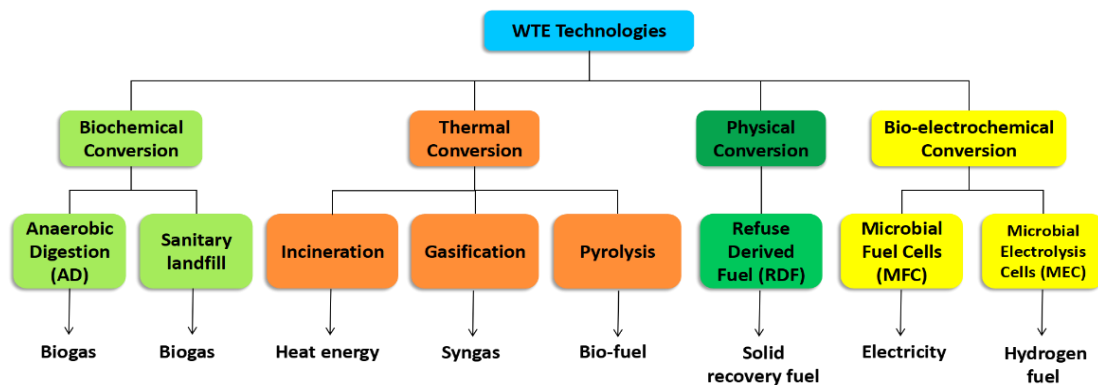 WTE Technologies
Biochemical
Conversion
Thermal
Conversion
Physical
Conversion
Bio-electrochemical
Conversion
Anaerobic
Digestion
(AD)
Sanitary
landfill
Incineration
Gasification
Pyrolysis
Refuse
Derived
Fuel (RDF)
Microbial
Fuel Cells
(MFC)
Microbial
Electrolysis
Cells (MEC)
Biogas
Biogas
Heat energy
Syngas
Bio-fuel
Solid
recovery fuel
Electricity
Hydrogen
fuel